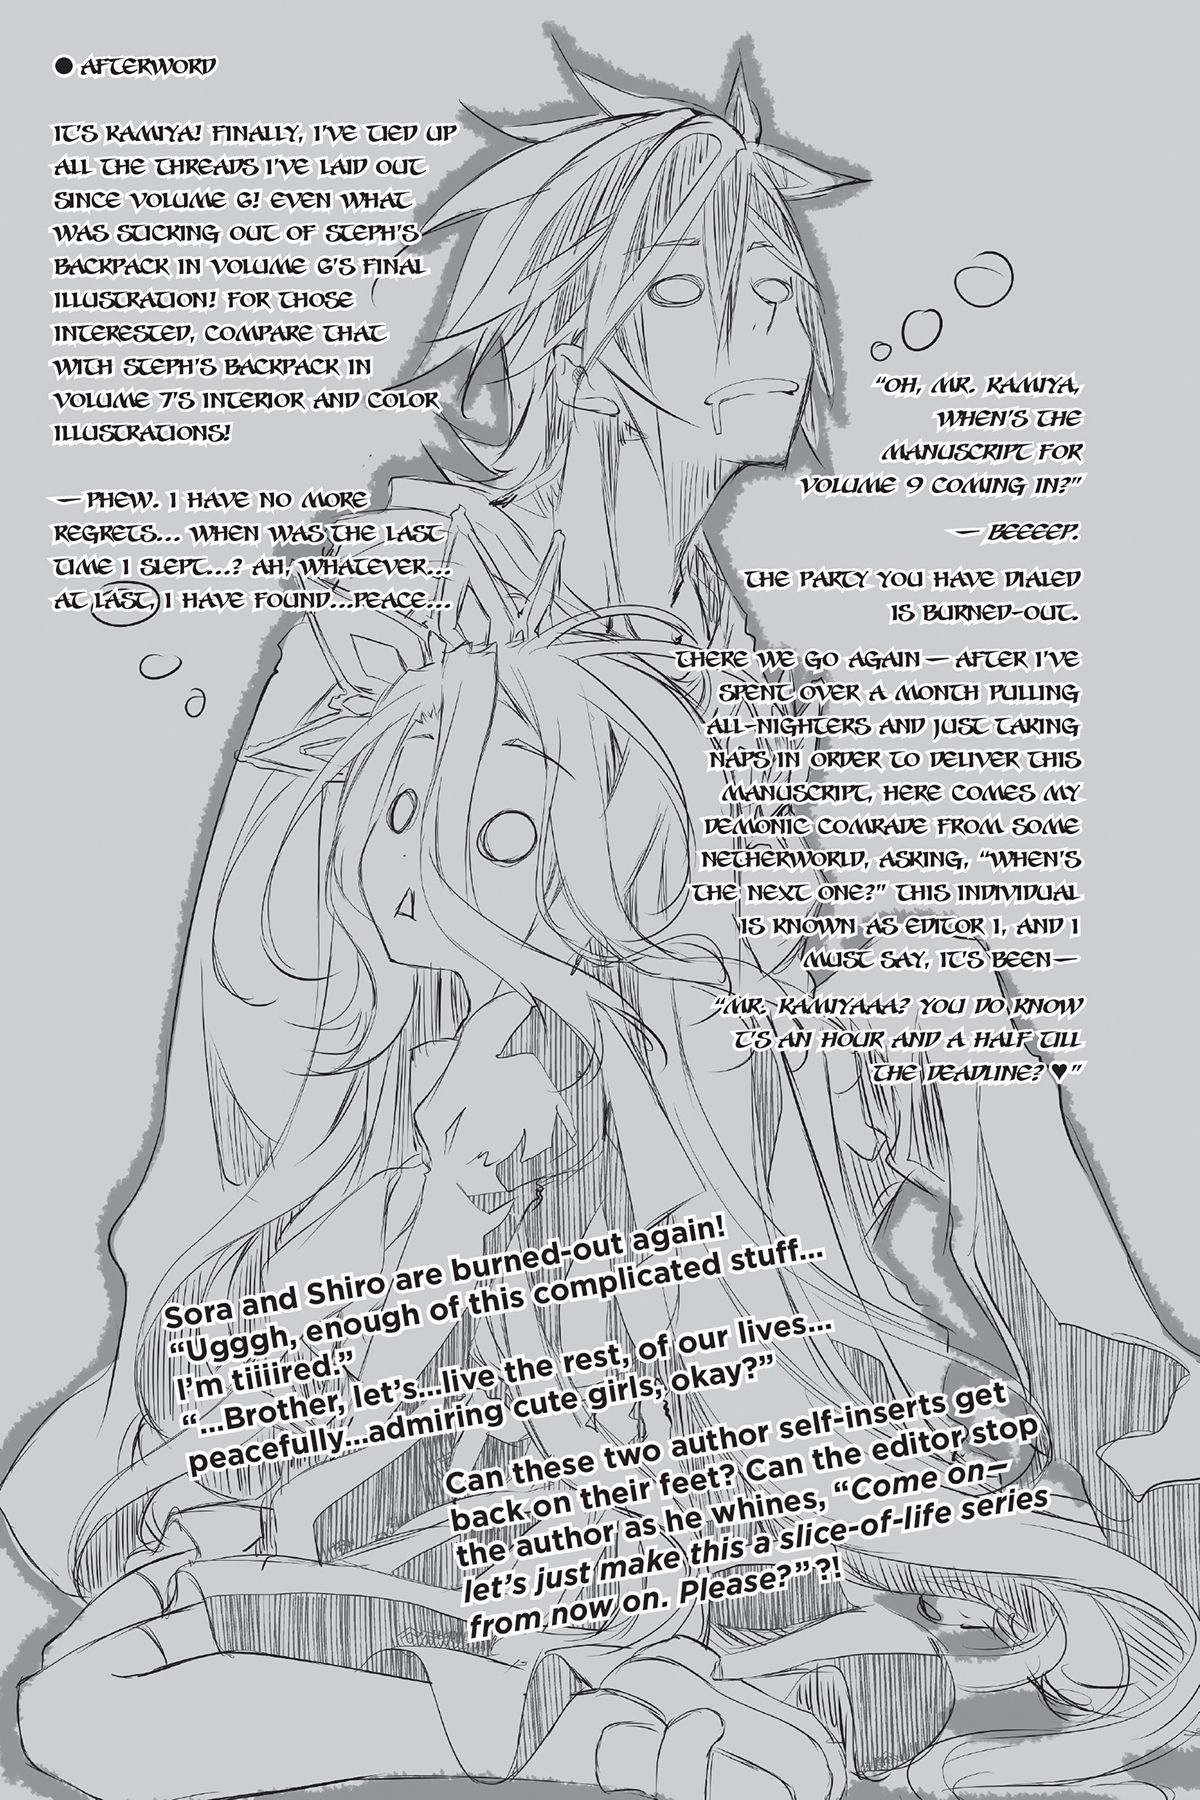 ● AFTERWORD
IT'S KAMIYA! FINALLY, I'VE TIED UP
ALL THE THREADS I'VE LAID OUT
SINCE VOLUME 6! EVEN WHAT
WAS STICKING OUT OF STEPH'S
BACKPACK IN VOLUME 6'S FINAL
ILLUSTRATION! FOR THOSE
INTERESTED, COMPARE THAT
WITH STEPH'S BACKPACK IN
VOLUME 7'S INTERIOR AND COLOR
ILLUSTRATIONS!
— PHEW. I HAVE NO MORE
REGRETS... WHEN WAS THE LAST
TIME I SLEPT...? AH, WHATEVER...
AT LAST, I HAVE FOUND...PEACE...
"OH, MR. KAMIYA,
WHEN'S THE
MANUSCRIPT FOR
VOLUME 9 COMING IN?"
— BEEEEP.
THE PARTY YOU HAVE DIALED
IS BURNED-OUT.
THERE WE GO AGAIN — AFTER I'VE
SPENT OVER A MONTH PULLING
ALL-NIGHTERS AND JUST TAKING
NAPS IN ORDER TO DELIVER THIS
MANUSCRIPT, HERE COMES MY
DEMONIC COMRADE FROM SOME
NETHERWORLD, ASKING, "WHEN'S
THE NEXT ONE?" THIS INDIVIDUAL
IS KNOWN AS EDITOR I, AND I
MUST SAY, IT'S BEEN —
"MR. KAMIYAAA? YOU DO KNOW
T'S AN HOUR AND A HALF TILL
THE DEADLINE? ♥"
Sora and Shiro are burned-out again!
"Ugggh, enough of this complicated stuff...
I'm tiiiired."
"...Brother, let's...live the rest, of our lives...
peacefully...admiring cute girls, okay?"
Can these two author self-inserts get
back on their feet? Can the editor stop
the author as he whines, "Come on—
let's just make this a slice-of-life series
from now on. Please?"?!